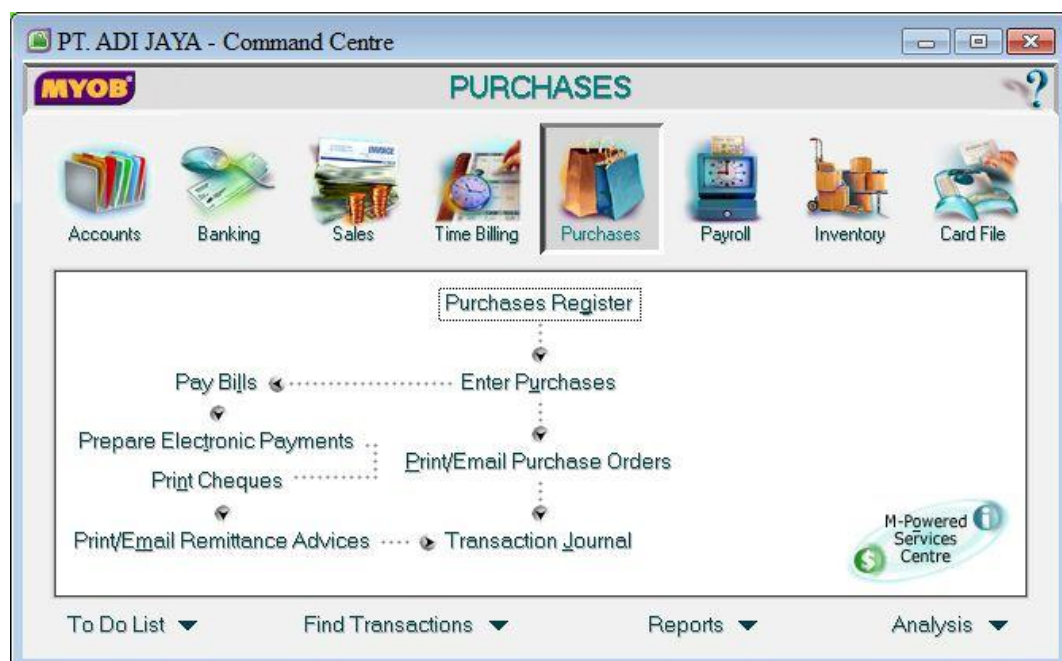 PT. ADI JAYA - Command Centre
MYOB
PURCHASES
?
INVOICE
Accounts
Banking
Sales
Time Billing
Purchases
Payroll
Inventory
Card File
Purchases Register
Pay Bills
Enter Purchases
Prepare Electronic Payments
Print/Email Purchase Orders
Print Cheques
Print/Email Remittance Advices
Transaction Journal
M-Powered
Services
Centre
i
$
To Do List
Find Transactions
Reports
Analysis